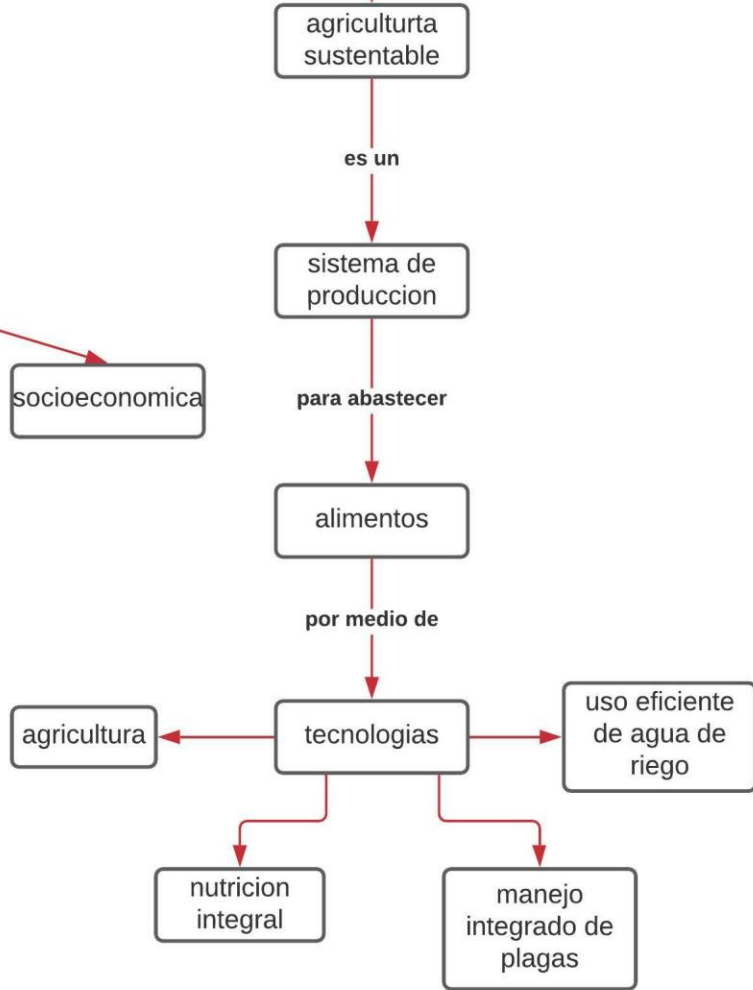 agriculturta
sustentable
es un
sistema de
produccion
socioeconomica
para abastecer
alimentos
por medio de
agricultura
tecnologias
uso eficiente
de agua de
riego
nutricion
integral
manejo
integrado de
plagas